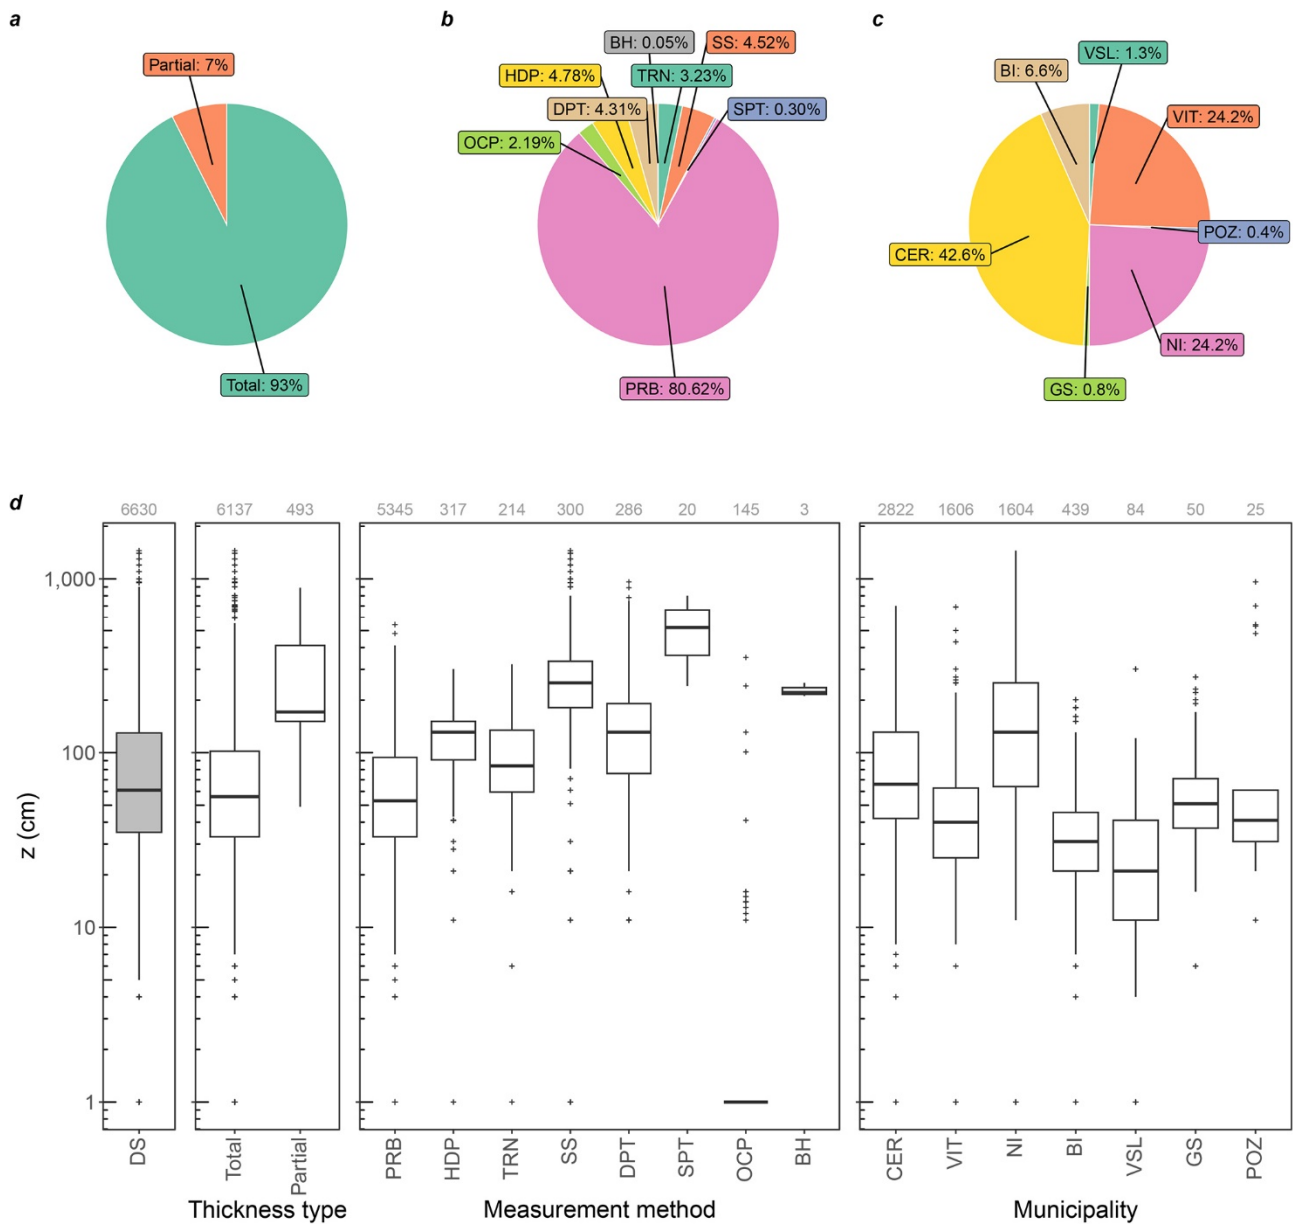 a
b
c
Partial: 7%
Total: 93%
BH: 0.05%
SS: 4.52%
HDP: 4.78%
TRN: 3.23%
DPT: 4.31%
SPT: 0.30%
OCP: 2.19%
PRB: 80.62%
VSL: 1.3%
BI: 6.6%
VIT: 24.2%
POZ: 0.4%
CER: 42.6%
NI: 24.2%
GS: 0.8%
d
6630 6137 493 5345 317 214 300 286 20 145 3 2822 1606 1604 439 84 50 25
1,000
100
10
1
z (cm)
DS Total Partial PRB HDP TRN SS DPT SPT OCP BH CER VIT NI BI VSL GS POZ
Thickness type Measurement method Municipality